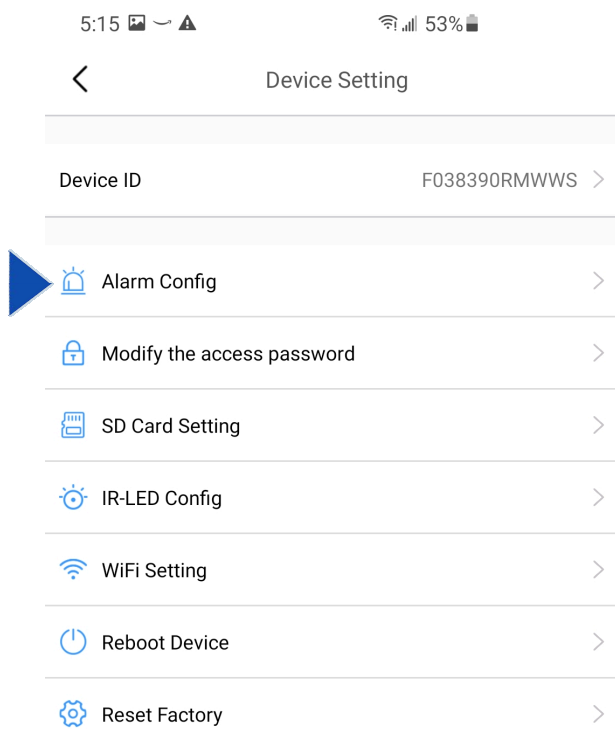 5:15 53%
Device Setting
Device ID F038390RMWWS
Alarm Config
Modify the access password
SD Card Setting
IR-LED Config
WiFi Setting
Reboot Device
Reset Factory